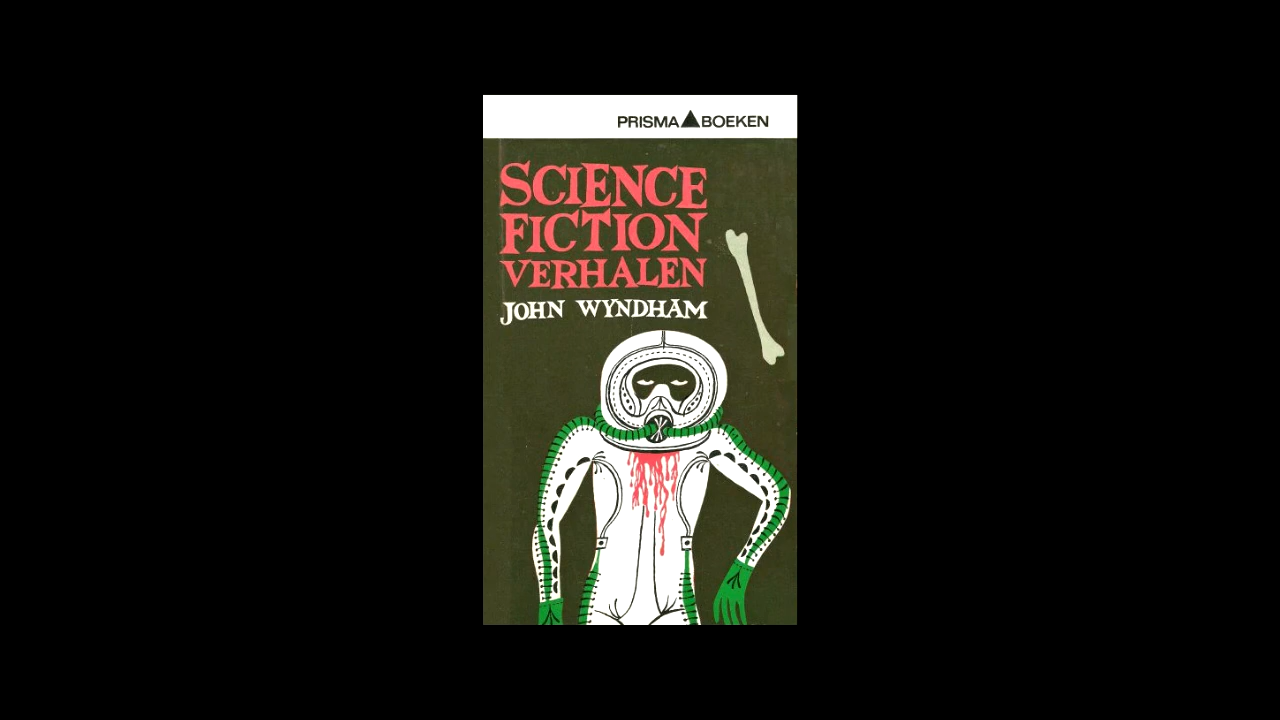 PRISMA BOEKEN
SCIENCE
FICTION
VERHALEN
JOHN WYNDHAM